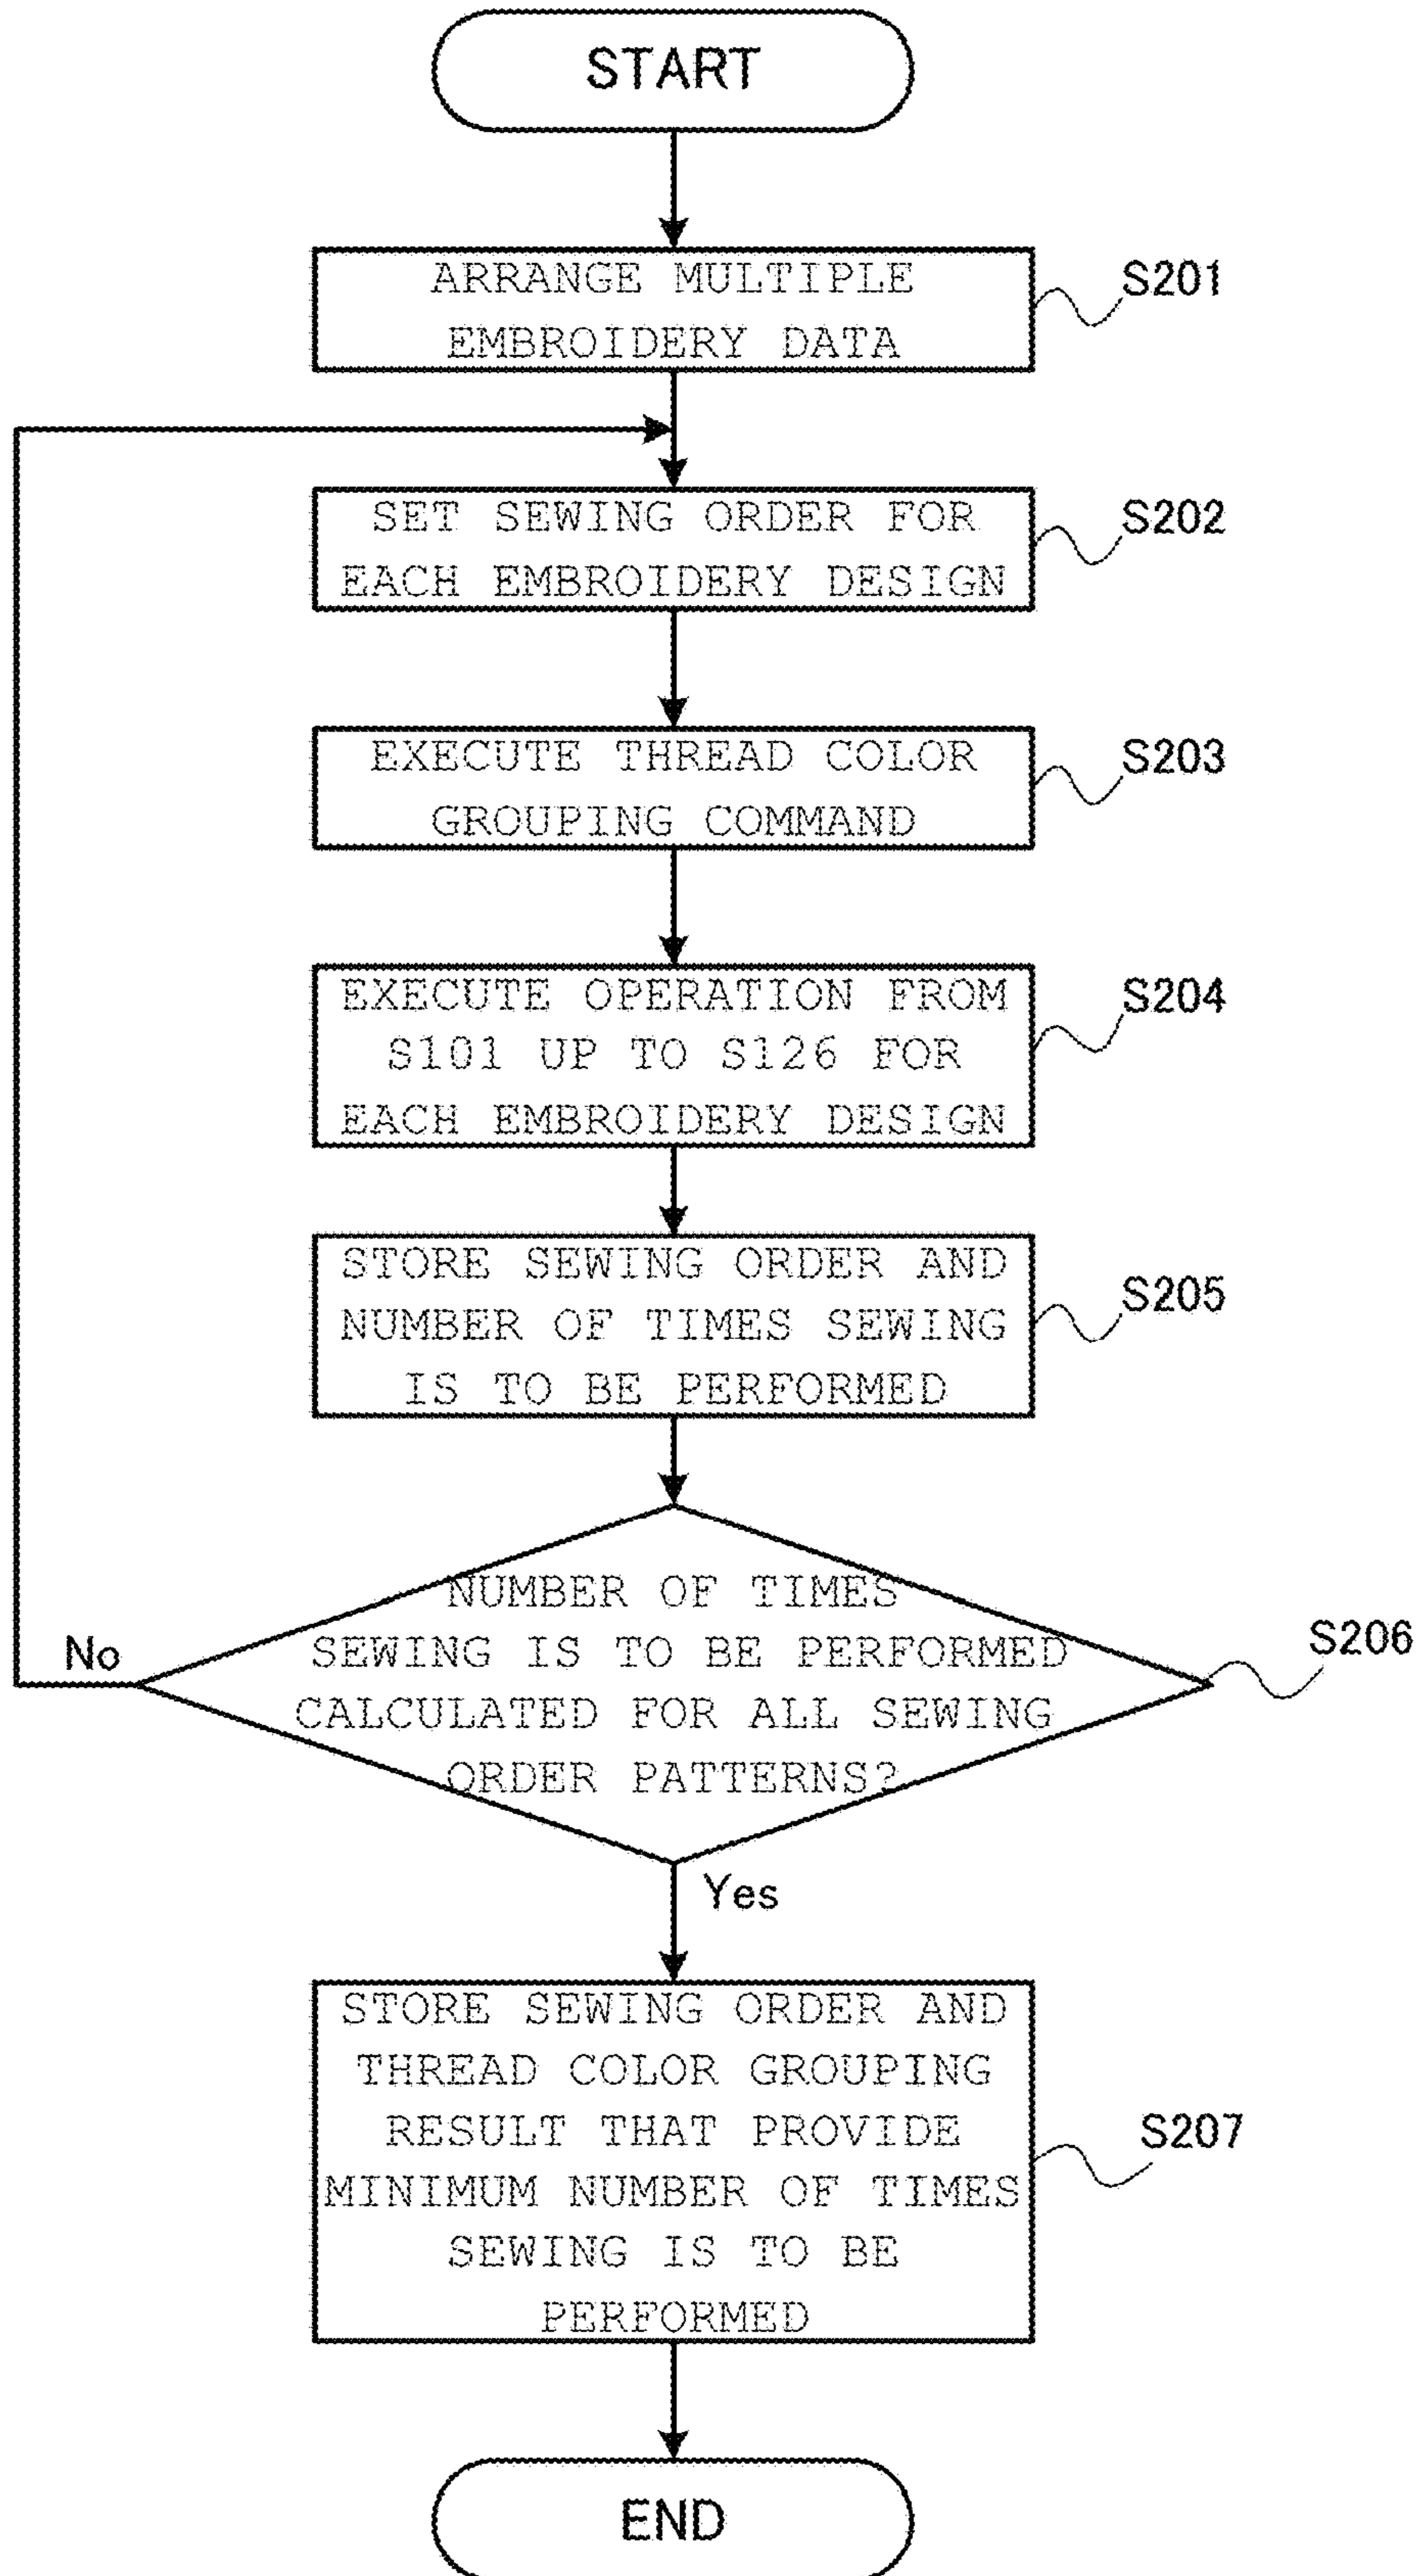 START
ARRANGE MULTIPLE
EMBROIDERY DATA
S201
SET SEWING ORDER FOR
EACH EMBROIDERY DESIGN
S202
EXECUTE THREAD COLOR
GROUPING COMMAND
S203
EXECUTE OPERATION FROM
S101 UP TO S126 FOR
EACH EMBROIDERY DESIGN
S204
STORE SEWING ORDER AND
NUMBER OF TIMES SEWING
IS TO BE PERFORMED
S205
NUMBER OF TIMES
SEWING IS TO BE PERFORMED
CALCULATED FOR ALL SEWING
ORDER PATTERNS?
S206
No
Yes
STORE SEWING ORDER AND
THREAD COLOR GROUPING
RESULT THAT PROVIDE
MINIMUM NUMBER OF TIMES
SEWING IS TO BE
PERFORMED
S207
END